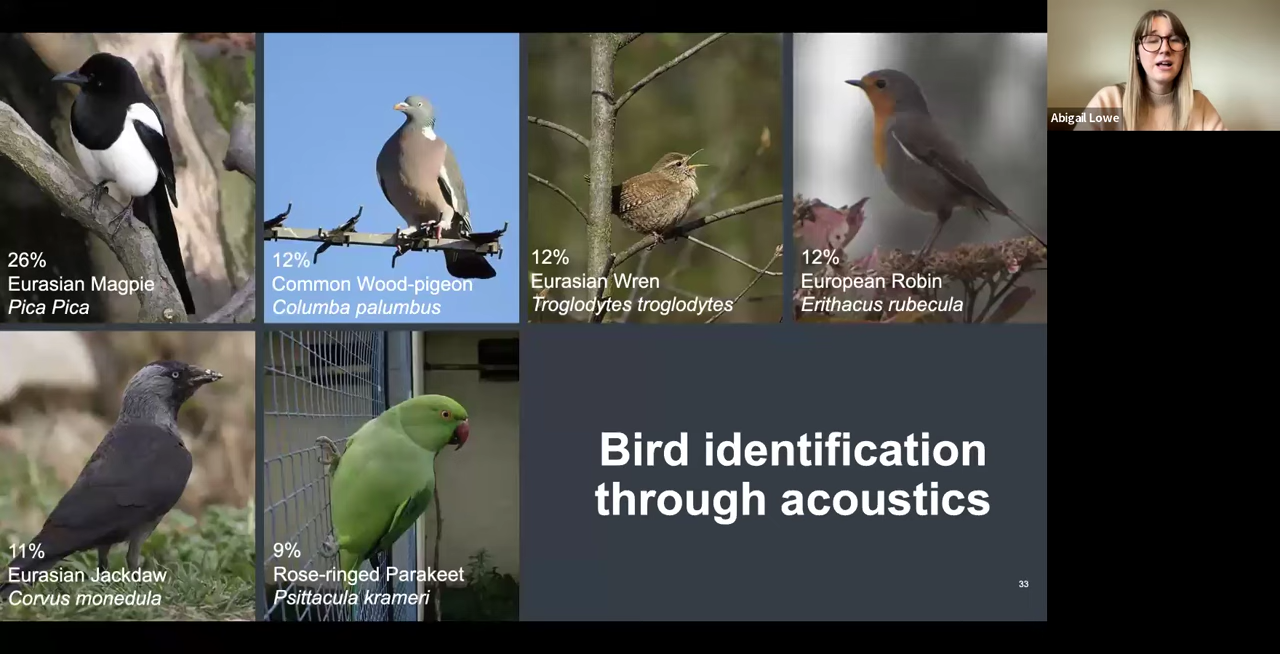 Abigail Lowe
26%
Eurasian Magpie
Pica Pica
12%
Common Wood-pigeon
Columba palumbus
12%
Eurasian Wren
Troglodytes troglodytes
12%
European Robin
Erithacus rubecula
11%
Eurasian Jackdaw
Corvus monedula
9%
Rose-ringed Parakeet
Psittacula krameri
Bird identification
through acoustics
33